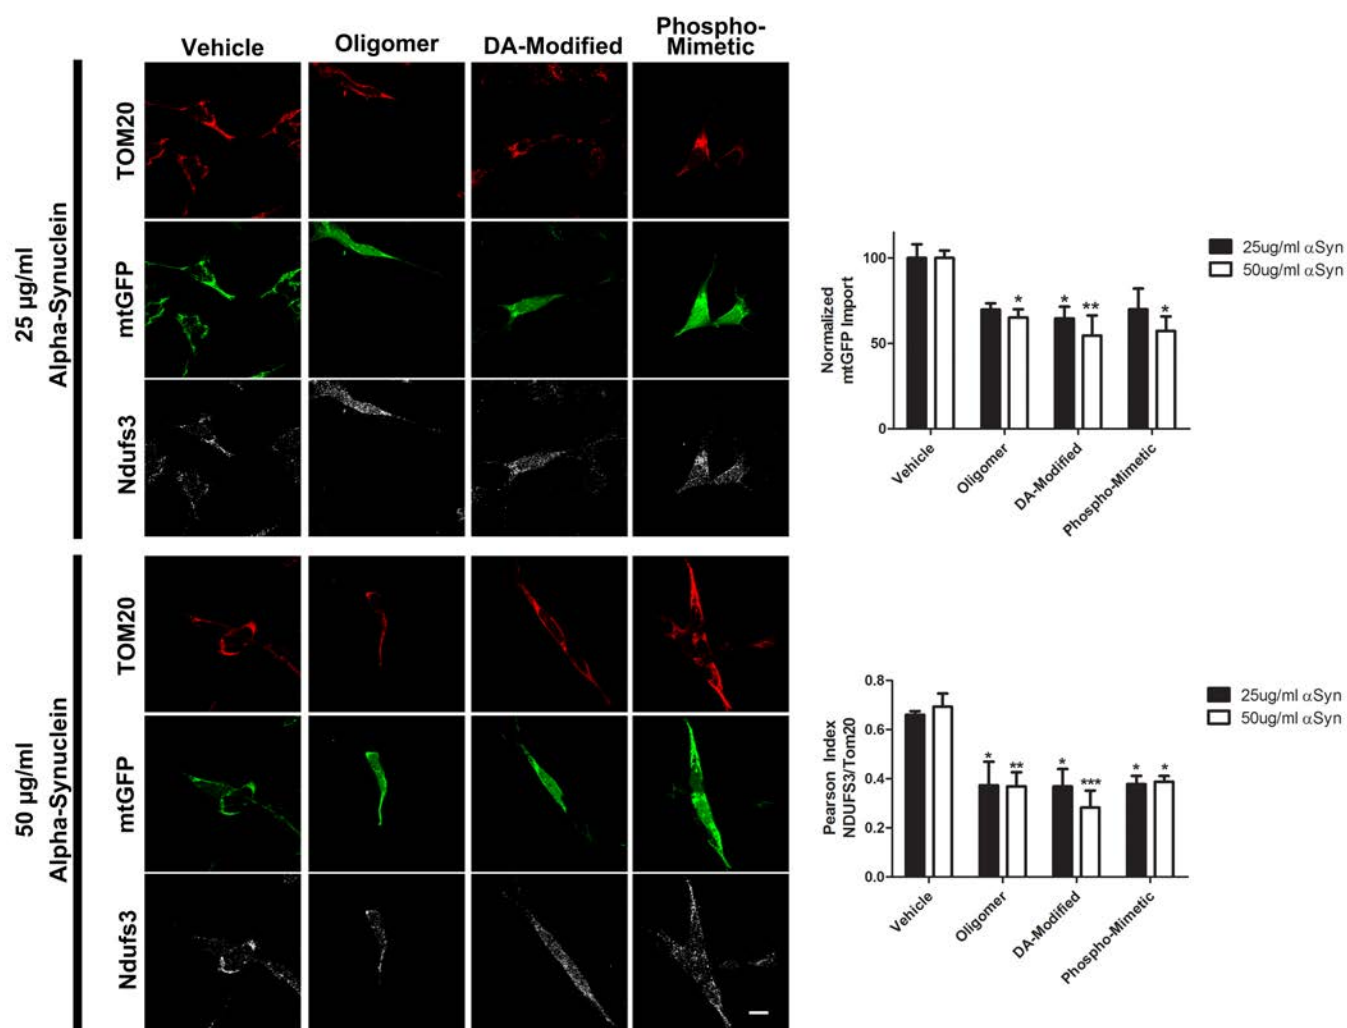 Vehicle
Oligomer
DA-Modified
Phospho-
Mimetic
25 µg/ml
Alpha-Synuclein
TOM20
mtGFP
Ndufs3
50 µg/ml
Alpha-Synuclein
TOM20
mtGFP
Ndufs3
Normalized
mtGFP Import
100
50
0
*
*
**
*
Vehicle
Oligomer
DA-Modified
Phospho-Mimetic
25ug/ml αSyn
50ug/ml αSyn
Pearson Index
NDUFS3/Tom20
0.8
0.6
0.4
0.2
0.0
*
**
*
***
*
*
Vehicle
Oligomer
DA-Modified
Phospho-Mimetic
25ug/ml αSyn
50ug/ml αSyn